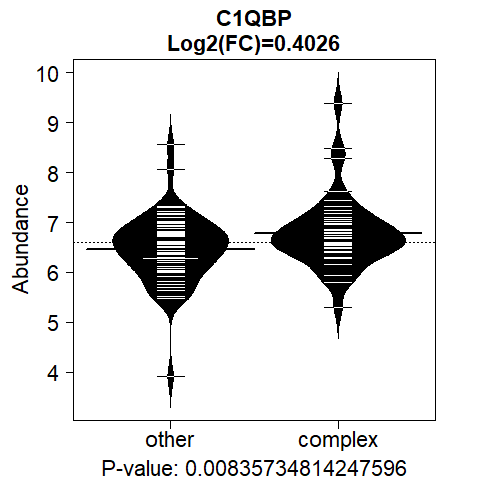 C1QBP
Log2(FC)=0.4026
10
9
8
7
6
5
4
Abundance
other
complex
P-value: 0.00835734814247596